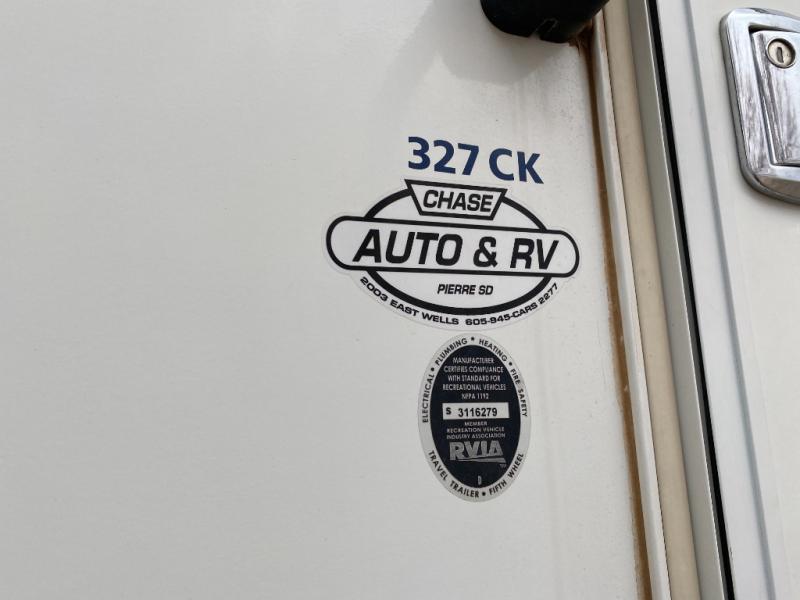 327 CK
CHASE
AUTO & RV
PIERRE SD
2003 EAST WELLS 605-945-CARS 2277
ELECTRICAL • PLUMBING • HEATING • FIRE SAFETY
MANUFACTURER
CERTIFIES COMPLIANCE
WITH STANDARD FOR
RECREATIONAL VEHICLES
NFPA 1192
S 3116279
MEMBER
RECREATION VEHICLE
INDUSTRY ASSOCIATION
RVIA
TM
D
TRAVEL TRAILER • FIFTH WHEEL